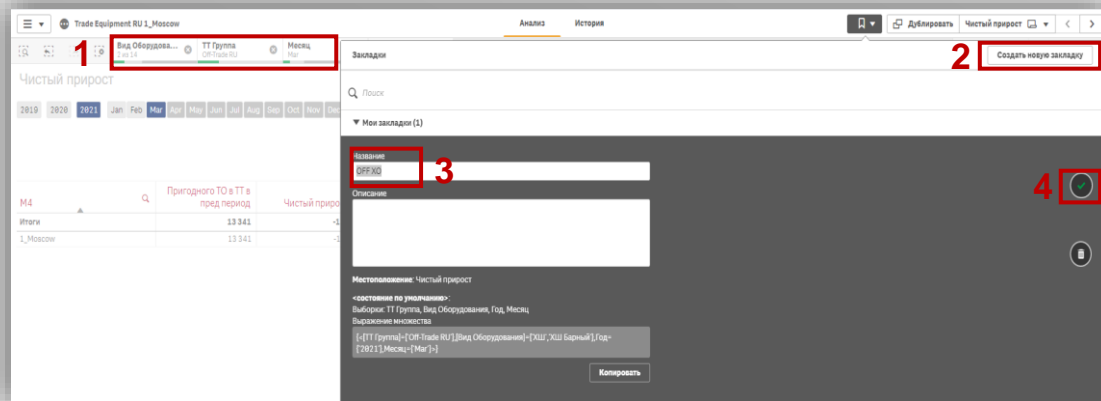 Trade Equipment RU 1_Moscow
Анализ
История
Дублировать
Чистый прирост
1
Вид Оборудова...
2 из 14
ТТ Группа
Off-Trade RU
Месяц
Mar
Закладки
2
Создать новую закладку
Чистый прирост
Поиск
2019 2020 2021 Jan Feb Mar Apr May Jun Jul Aug Sep Oct Nov Dec
Мои закладки (1)
Название
OFF XO
3
Описание
4
M4
Пригодного ТО в ТТ в
пред период
Чистый приро
Итоги 13 341 -1
1_Moscow 13 341 -1
Местоположение: Чистый прирост
<состояние по умолчанию>:
Выборки: ТТ Группа, Вид Оборудования, Год, Месяц
Выражение множества
{<[ТТ Группа]={'Off-Trade RU'},[Вид Оборудования]={'ХШ','ХШ Барный'},Год=
{'2021'},Месяц={'Mar'}>}
Копировать